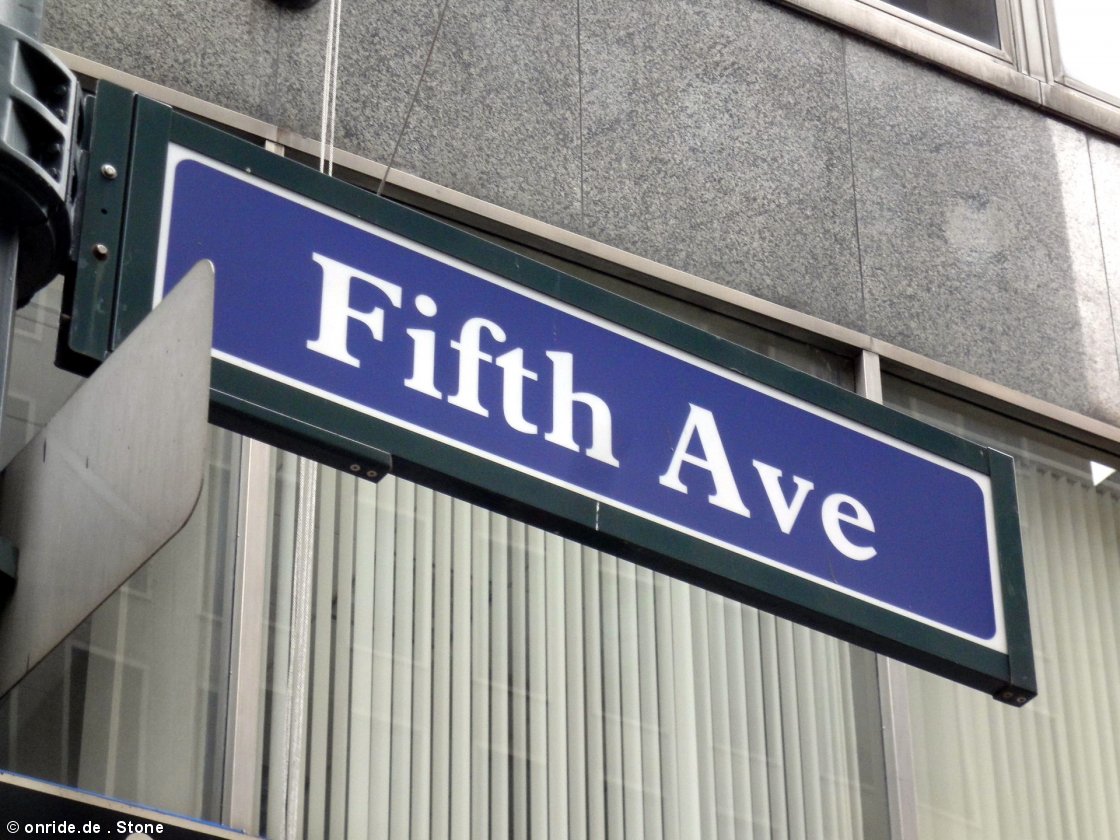 Fifth Ave
© onride.de . Stone